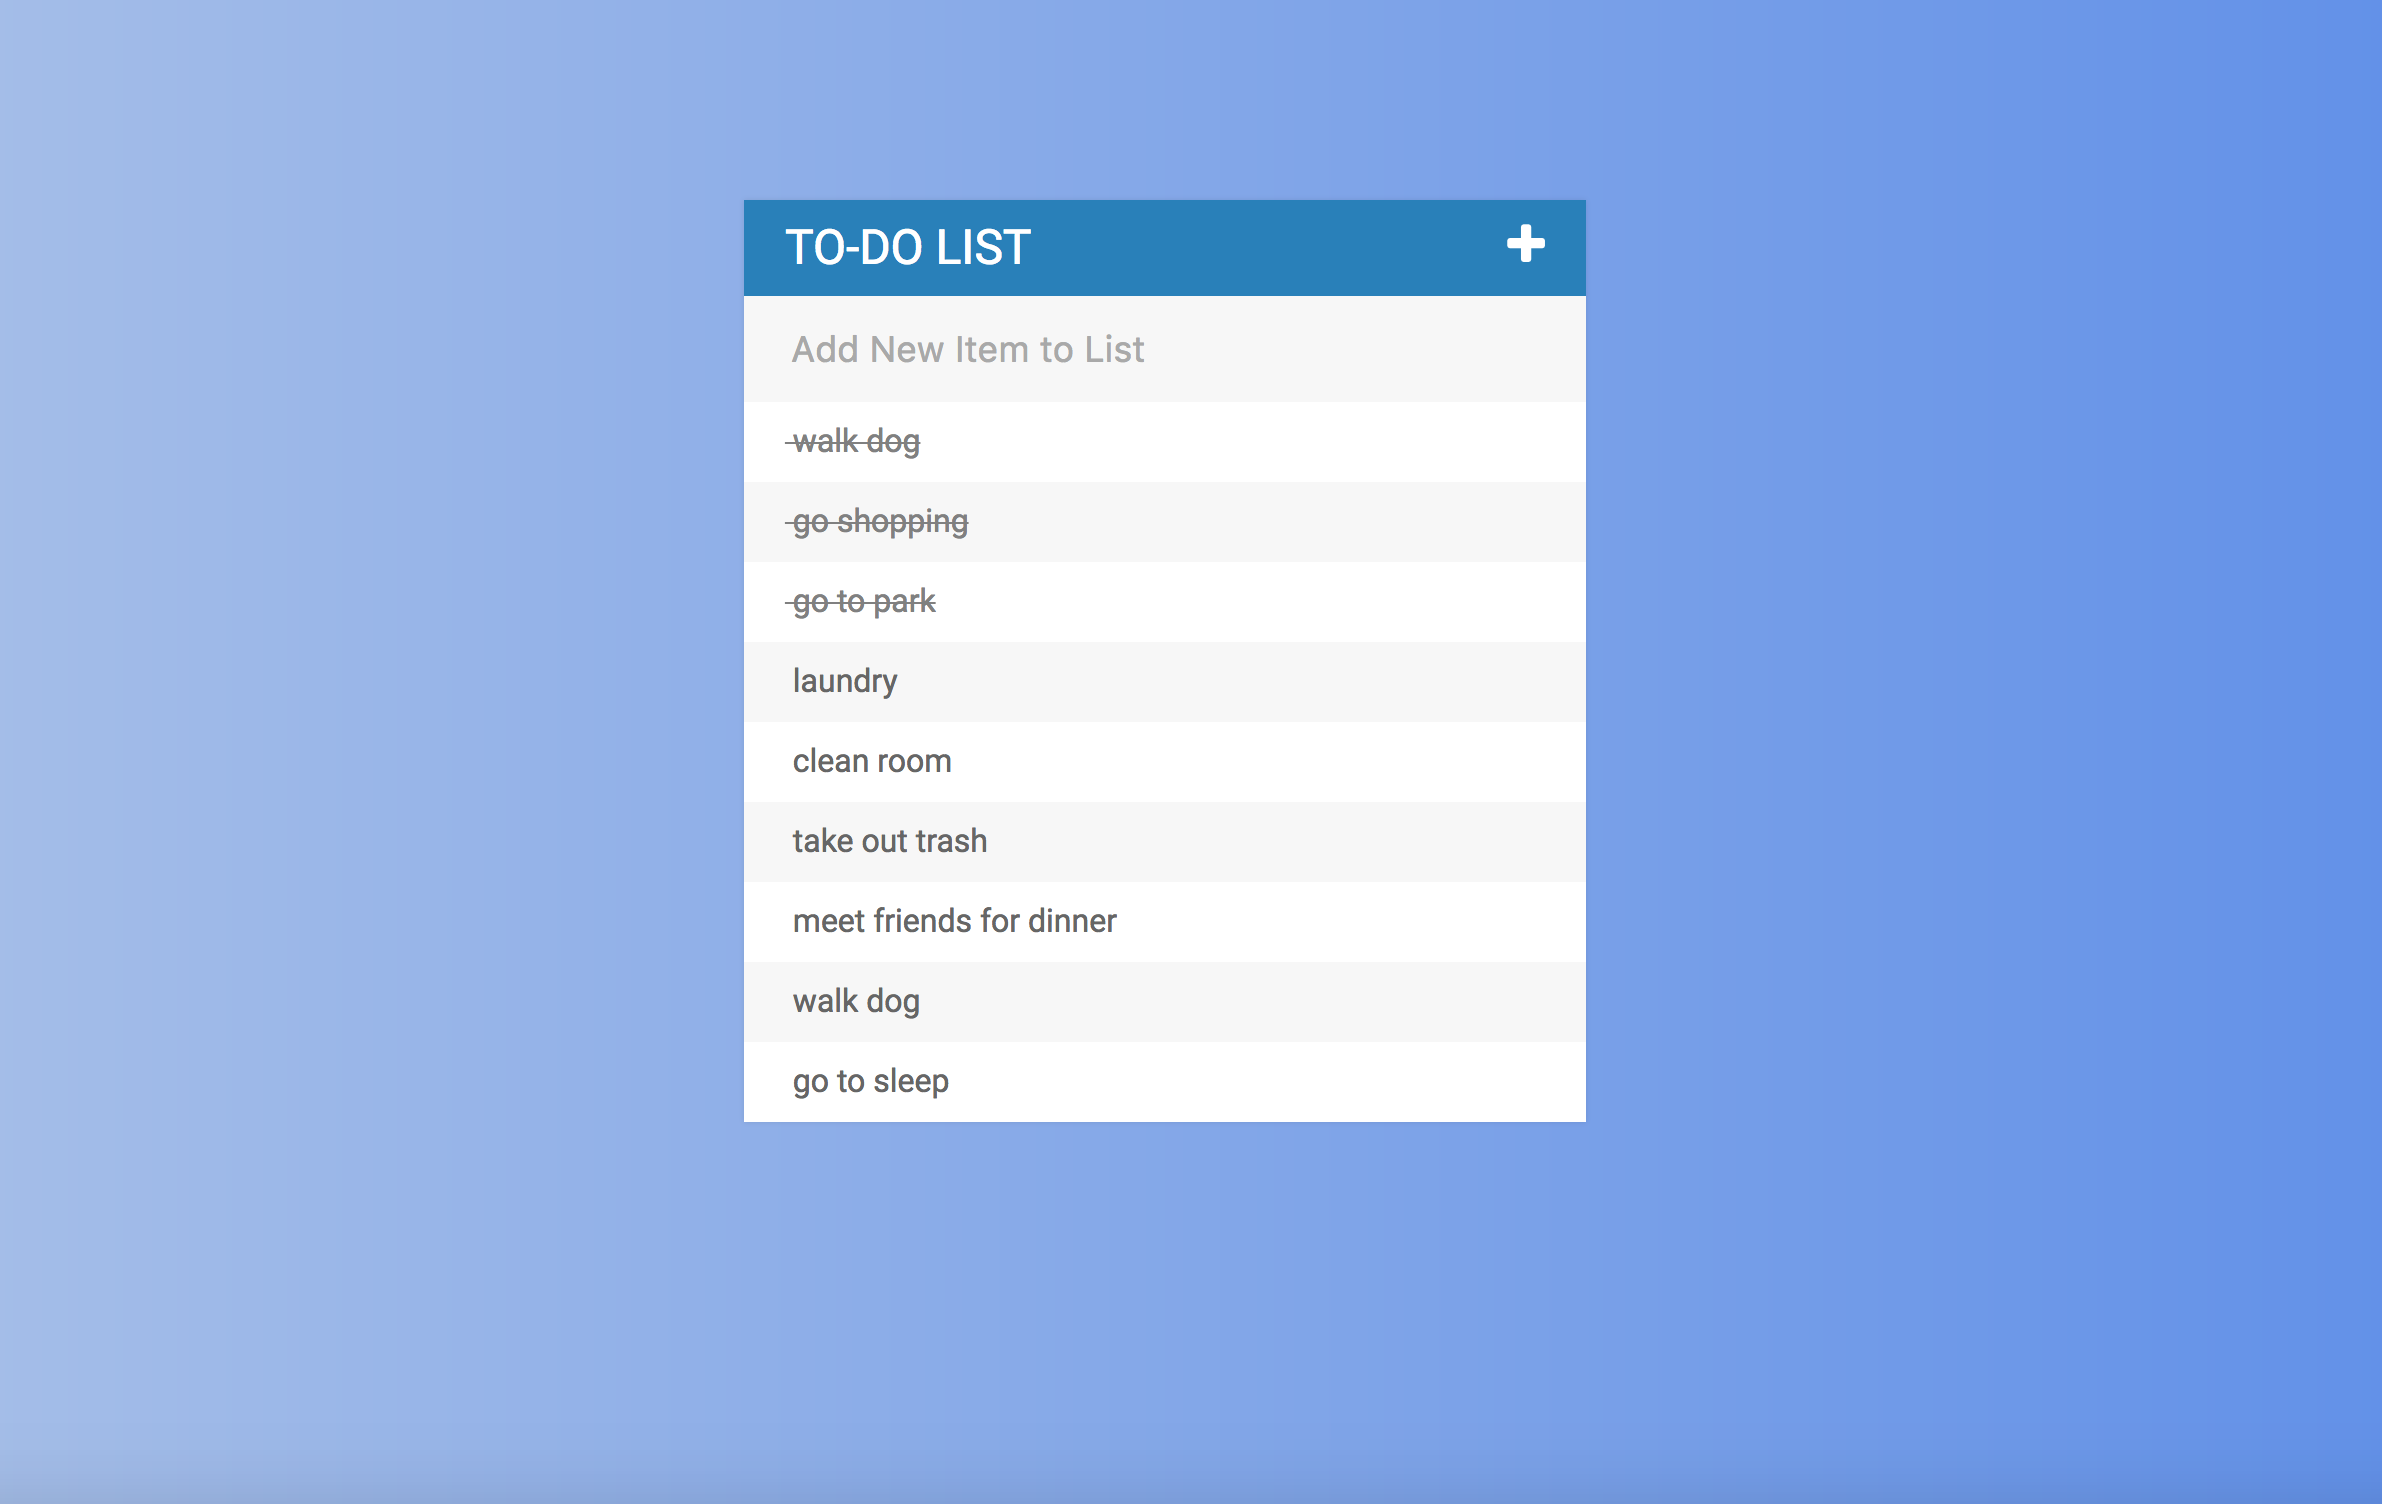 TO-DO LIST
Add New Item to List
walk dog
go shopping
go to park
laundry
clean room
take out trash
meet friends for dinner
walk dog
go to sleep